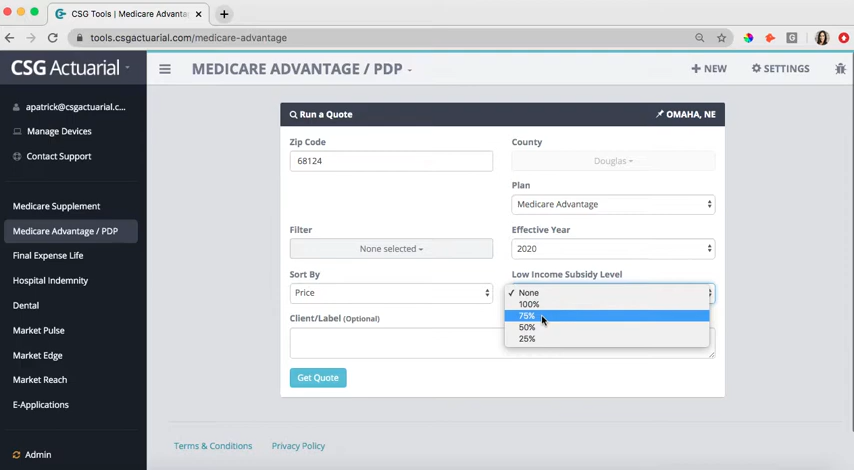 CSG Tools | Medicare Advanta
tools.csgactuarial.com/medicare-advantage
CSG Actuarial
MEDICARE ADVANTAGE / PDP
+ NEW
SETTINGS
apatrick@csgactuarial.c...
Manage Devices
Contact Support
Medicare Supplement
Medicare Advantage / PDP
Final Expense Life
Hospital Indemnity
Dental
Market Pulse
Market Edge
Market Reach
E-Applications
Admin
Run a Quote
OMAHA, NE
Zip Code
68124
County
Douglas
Plan
Medicare Advantage
Filter
None selected
Effective Year
2020
Sort By
Price
Low Income Subsidy Level
✓ None
100%
75%
50%
25%
Client/Label (Optional)
Get Quote
Terms & Conditions
Privacy Policy